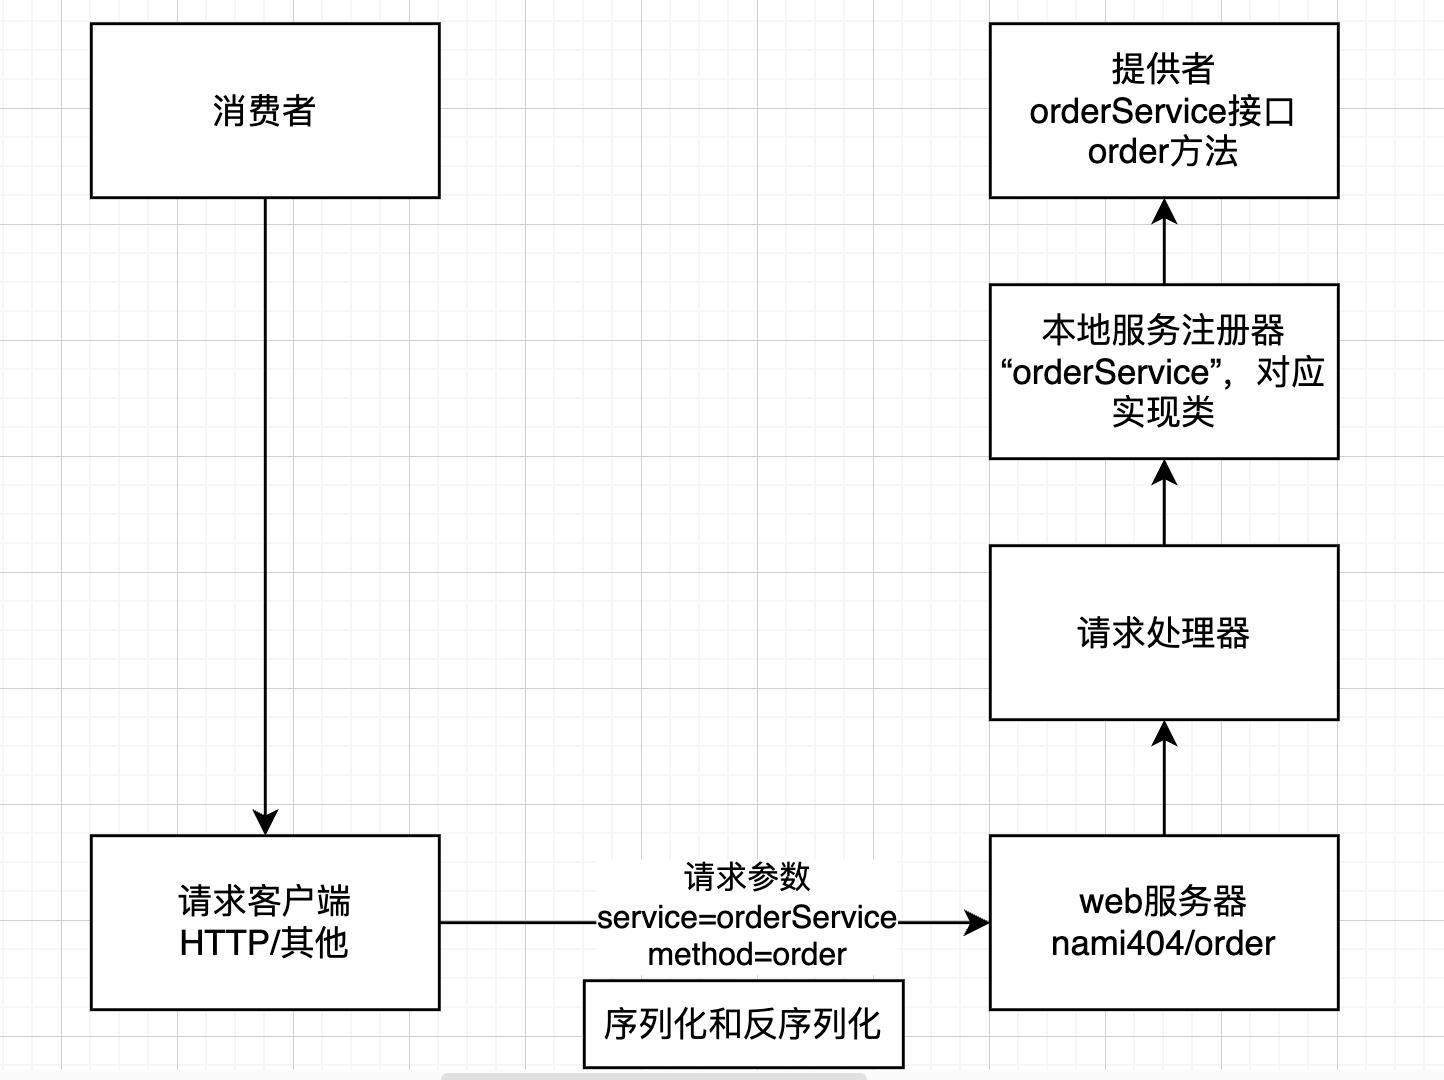 消费者
提供者
orderService接口
order方法
本地服务注册器
“orderService”，对应
实现类
请求处理器
请求客户端
HTTP/其他
请求参数
service=orderService
method=order
序列化和反序列化
web服务器
nami404/order